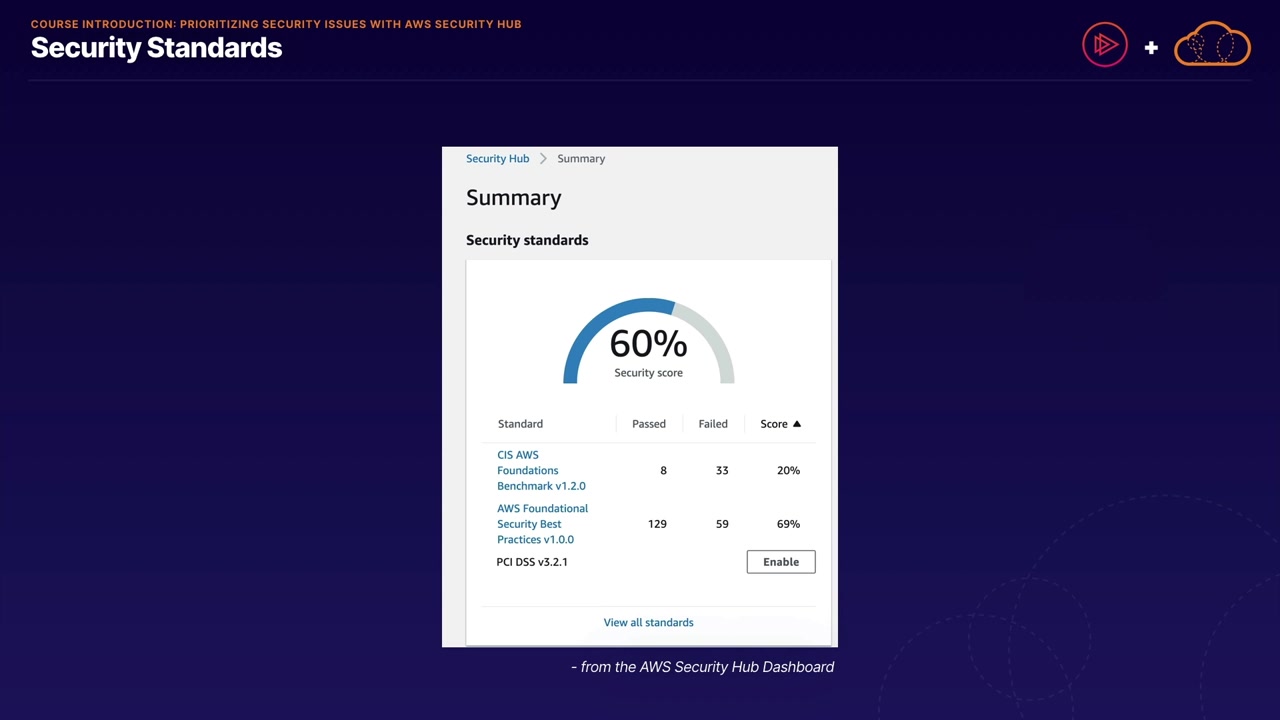 COURSE INTRODUCTION: PRIORITIZING SECURITY ISSUES WITH AWS SECURITY HUB
Security Standards
Security Hub > Summary
Summary
Security standards
60%
Security score
Standard Passed Failed Score ▲
CIS AWS
Foundations 8 33 20%
Benchmark v1.2.0
AWS Foundational
Security Best 129 59 69%
Practices v1.0.0
PCI DSS v3.2.1 Enable
View all standards
- from the AWS Security Hub Dashboard